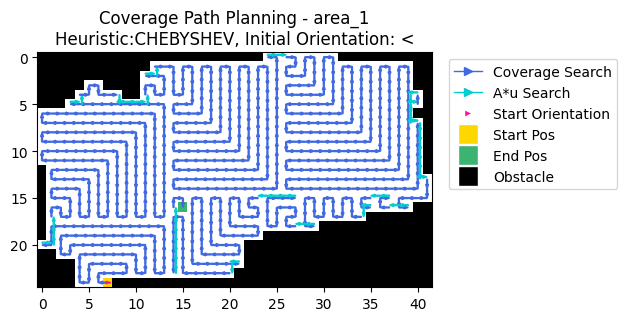 Coverage Path Planning - area_1
Heuristic:CHEBYSHEV, Initial Orientation: <
0
5
10
15
20
0
5
10
15
20
25
30
35
40
Coverage Search
A*u Search
Start Orientation
Start Pos
End Pos
Obstacle